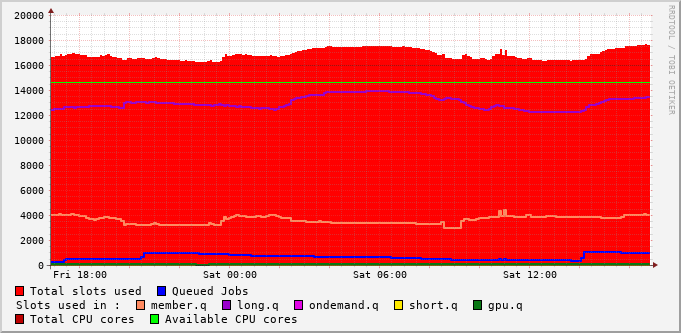 20000
18000
16000
14000
12000
10000
8000
6000
4000
2000
0
Fri 18:00 Sat 00:00 Sat 06:00 Sat 12:00
RRDTOOL / TOBI OETIKER
Total slots used Queued Jobs
Slots used in : member.q long.q ondemand.q short.q gpu.q
Total CPU cores Available CPU cores